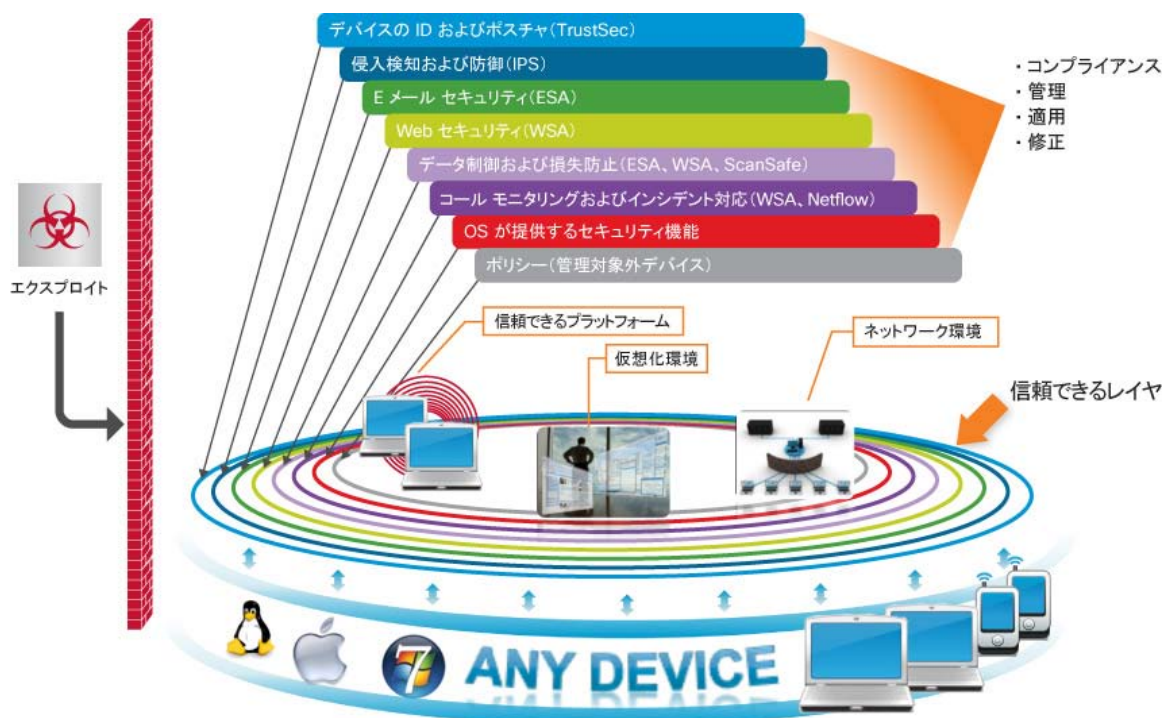 デバイスの ID およびポスチャ(TrustSec)
侵入検知および防御(IPS)
E メール セキュリティ(ESA)
Web セキュリティ(WSA)
データ制御および損失防止(ESA、WSA、ScanSafe)
コール モニタリングおよびインシデント対応(WSA、Netflow)
OS が提供するセキュリティ機能
ポリシー(管理対象外デバイス)
・コンプライアンス
・管理
・適用
・修正
エクスプロイト
信頼できるプラットフォーム
仮想化環境
ネットワーク環境
信頼できるレイヤ
7
ANY DEVICE